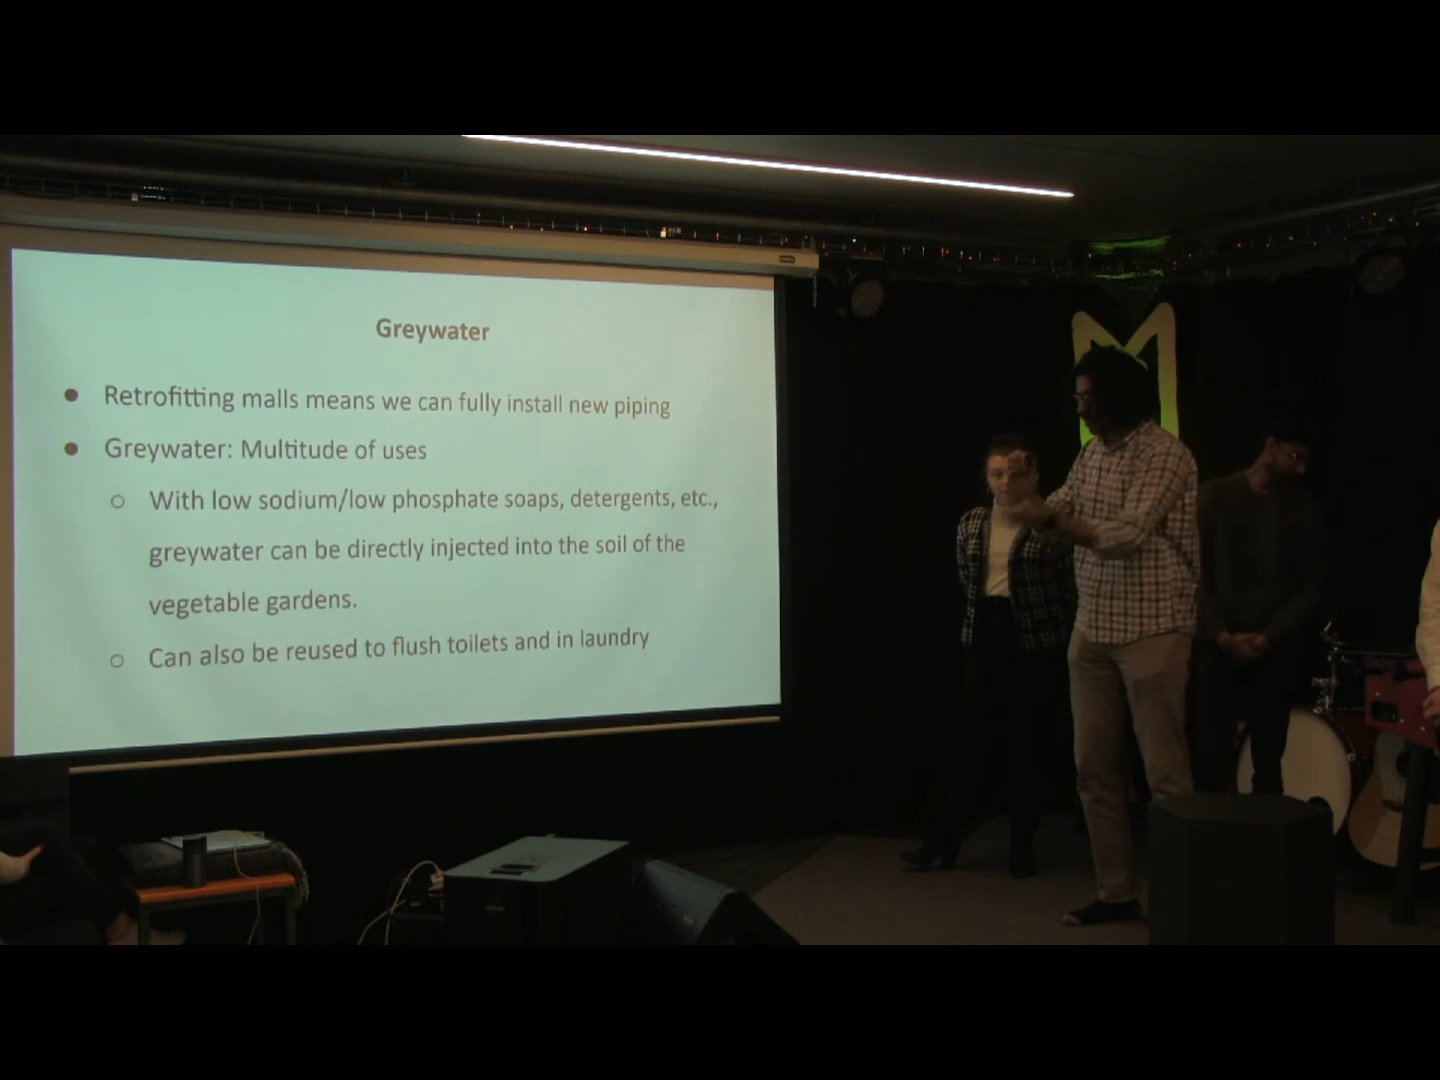 Greywater
● Retrofitting malls means we can fully install new piping
● Greywater: Multitude of uses
○ With low sodium/low phosphate soaps, detergents, etc.,
greywater can be directly injected into the soil of the
vegetable gardens.
○ Can also be reused to flush toilets and in laundry
M